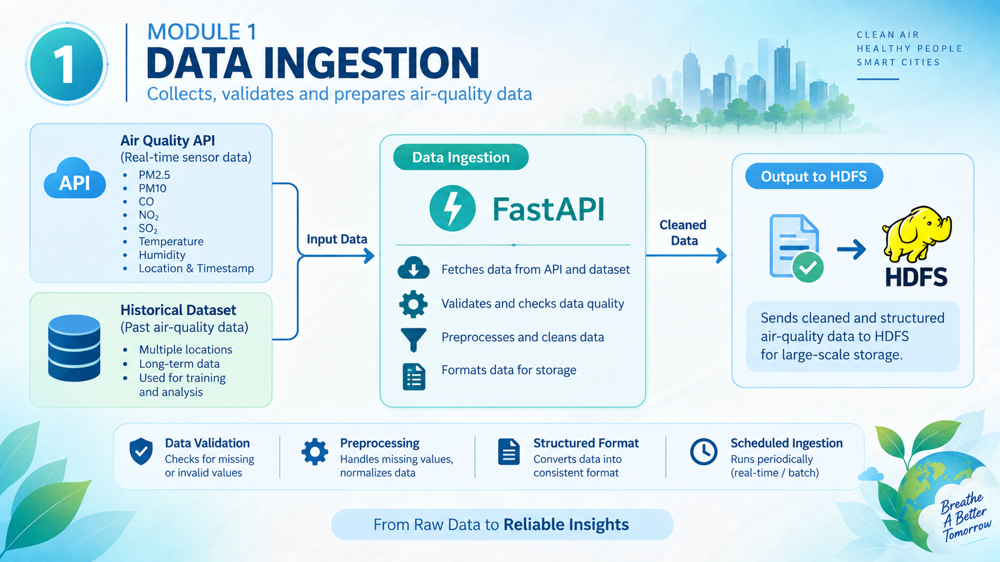 1
MODULE 1
DATA INGESTION
Collects, validates and prepares air-quality data
CLEAN AIR
HEALTHY PEOPLE
SMART CITIES
API
Air Quality API
(Real-time sensor data)
• PM2.5
• PM10
• CO
• NO₂
• SO₂
• Temperature
• Humidity
• Location & Timestamp
Historical Dataset
(Past air-quality data)
• Multiple locations
• Long-term data
• Used for training
and analysis
Input Data
Data Ingestion
FastAPI
Fetches data from API and dataset
Validates and checks data quality
Preprocesses and cleans data
Formats data for storage
Cleaned
Data
Output to HDFS
HDFS
Sends cleaned and structured
air-quality data to HDFS
for large-scale storage.
Data Validation
Checks for missing
or invalid values
Preprocessing
Handles missing values,
normalizes data
Structured Format
Converts data into
consistent format
Scheduled Ingestion
Runs periodically
(real-time / batch)
From Raw Data to Reliable Insights
Breathe
A Better
Tomorrow